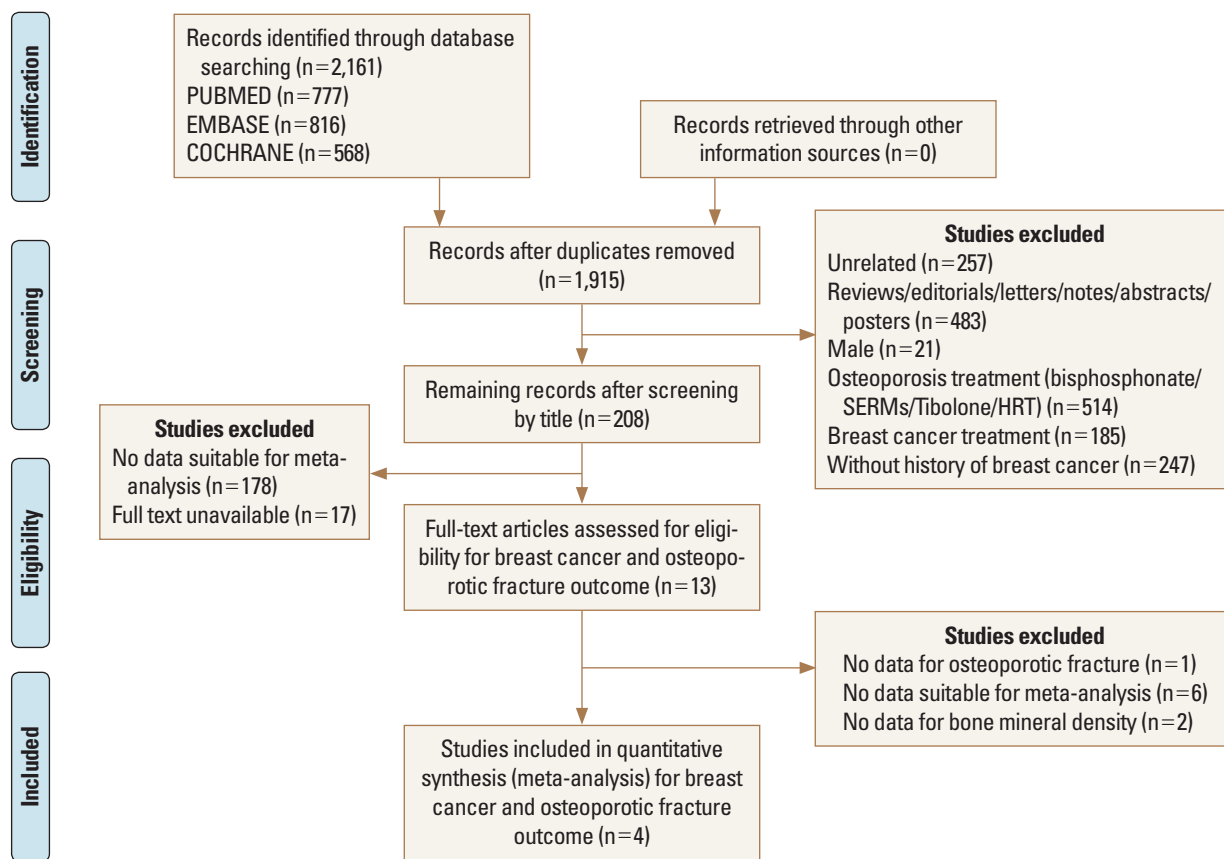 Identification
Records identified through database
searching (n=2,161)
PUBMED (n=777)
EMBASE (n=816)
COCHRANE (n=568)
Records retrieved through other
information sources (n=0)
Screening
Records after duplicates removed
(n=1,915)
Studies excluded
Unrelated (n=257)
Reviews/editorials/letters/notes/abstracts/
posters (n=483)
Male (n=21)
Osteoporosis treatment (bisphosphonate/
SERMs/Tibolone/HRT) (n=514)
Breast cancer treatment (n=185)
Without history of breast cancer (n=247)
Remaining records after screening
by title (n=208)
Studies excluded
No data suitable for meta-
analysis (n=178)
Full text unavailable (n=17)
Eligibility
Full-text articles assessed for eligi-
bility for breast cancer and osteopo-
rotic fracture outcome (n=13)
Studies excluded
No data for osteoporotic fracture (n=1)
No data suitable for meta-analysis (n=6)
No data for bone mineral density (n=2)
Included
Studies included in quantitative
synthesis (meta-analysis) for breast
cancer and osteoporotic fracture
outcome
(n=4)